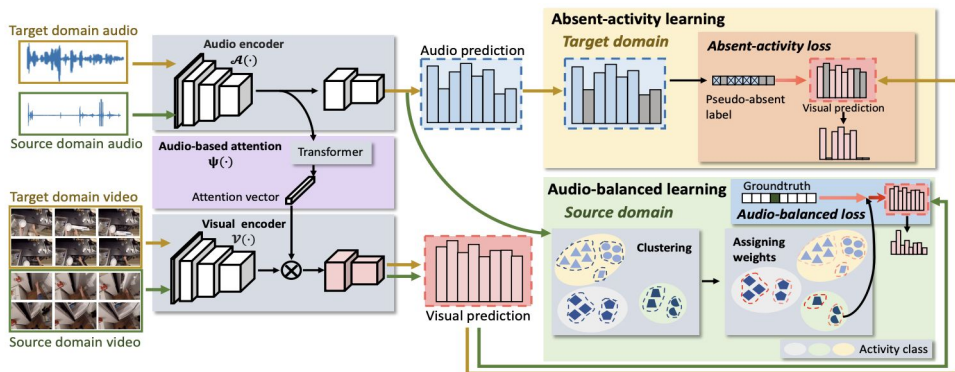 Target domain audio
Source domain audio
Audio encoder
𝒜(·)
Audio-based attention
Ψ(·)
Transformer
Attention vector
Target domain video
Visual encoder
𝒱(·)
Source domain video
Audio prediction
Visual prediction
Absent-activity learning
Target domain
Absent-activity loss
Pseudo-absent
label
Visual prediction
Audio-balanced learning
Source domain
Groundtruth
Audio-balanced loss
Clustering
Assigning
weights
Activity class